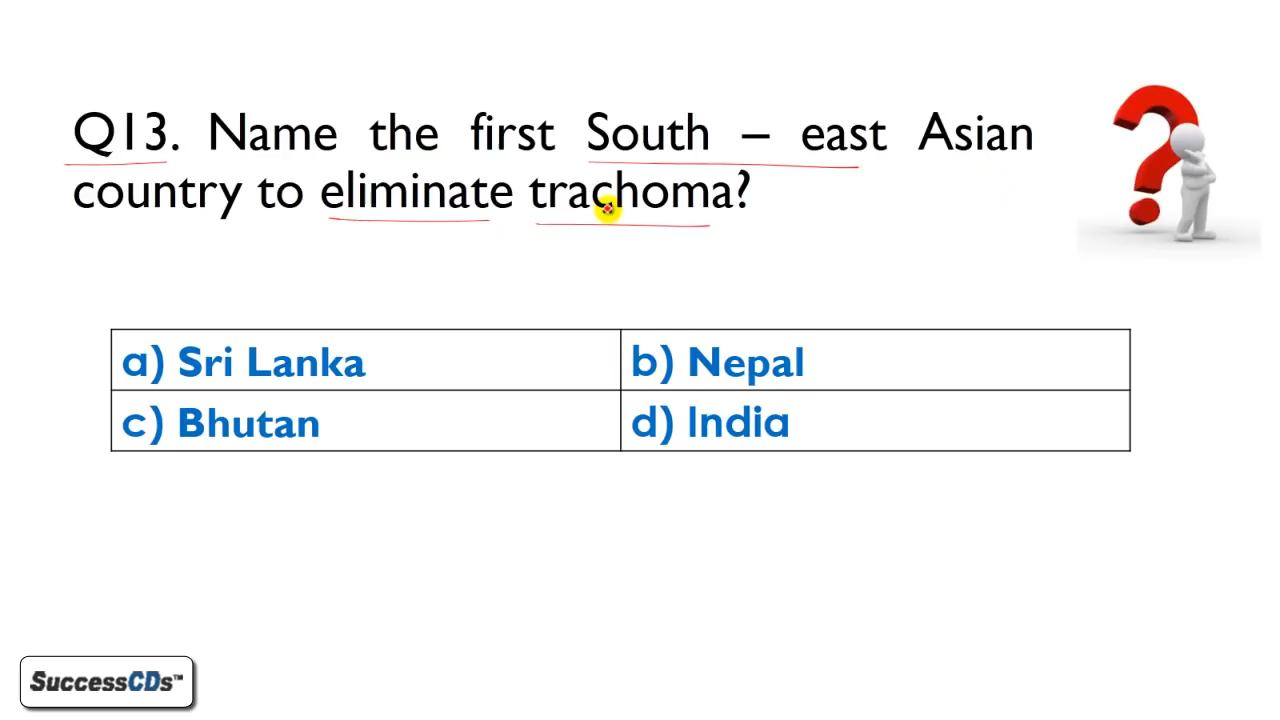 Q13. Name the first South – east Asian
country to eliminate trachoma?
a) Sri Lanka
b) Nepal
c) Bhutan
d) India
SuccessCDs™